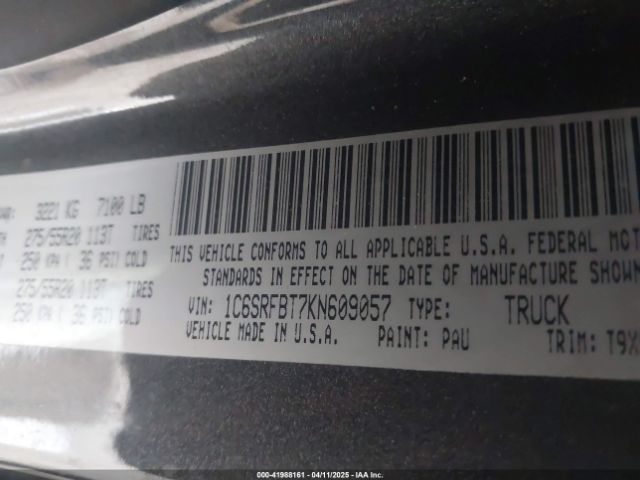 3221 KG 7100 LB
275/55R20 113T TIRES
250 KPA / 36 PSI COLD
275/55R20 113T TIRES
250 KPA / 36 PSI COLD
THIS VEHICLE CONFORMS TO ALL APPLICABLE U.S.A. FEDERAL MOT
STANDARDS IN EFFECT ON THE DATE OF MANUFACTURE SHOWN
VIN: 1C6SRFBT7KN609057 TYPE: TRUCK
VEHICLE MADE IN U.S.A. PAINT: PAU TRIM: T9X
000-41988161 04/11/2025 IAA Inc.